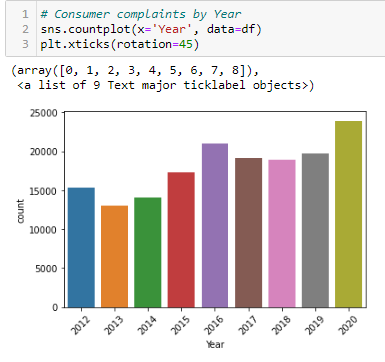 1 # Consumer complaints by Year
2 sns.countplot(x='Year', data=df)
3 plt.xticks(rotation=45)
(array([0, 1, 2, 3, 4, 5, 6, 7, 8]),
<a list of 9 Text major ticklabel objects>)
25000
20000
15000
10000
5000
0
count
2012 2013 2014 2015 2016 2017 2018 2019 2020
Year